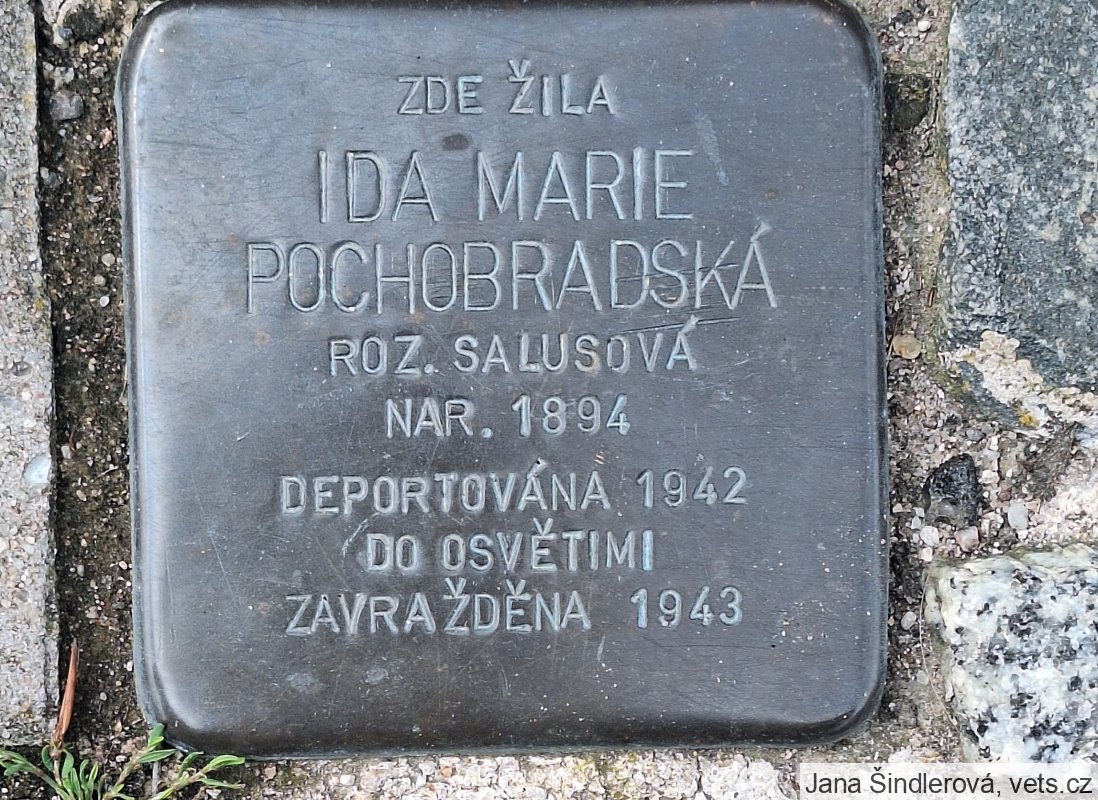 ZDE ŽILA
IDA MARIE
POCHOBRADSKÁ
ROZ. SALUSOVÁ
NAR. 1894
DEPORTOVÁNA 1942
DO OSVĚTIMI
ZAVRAŽDĚNA 1943
Jana Šindlerová, vets.cz